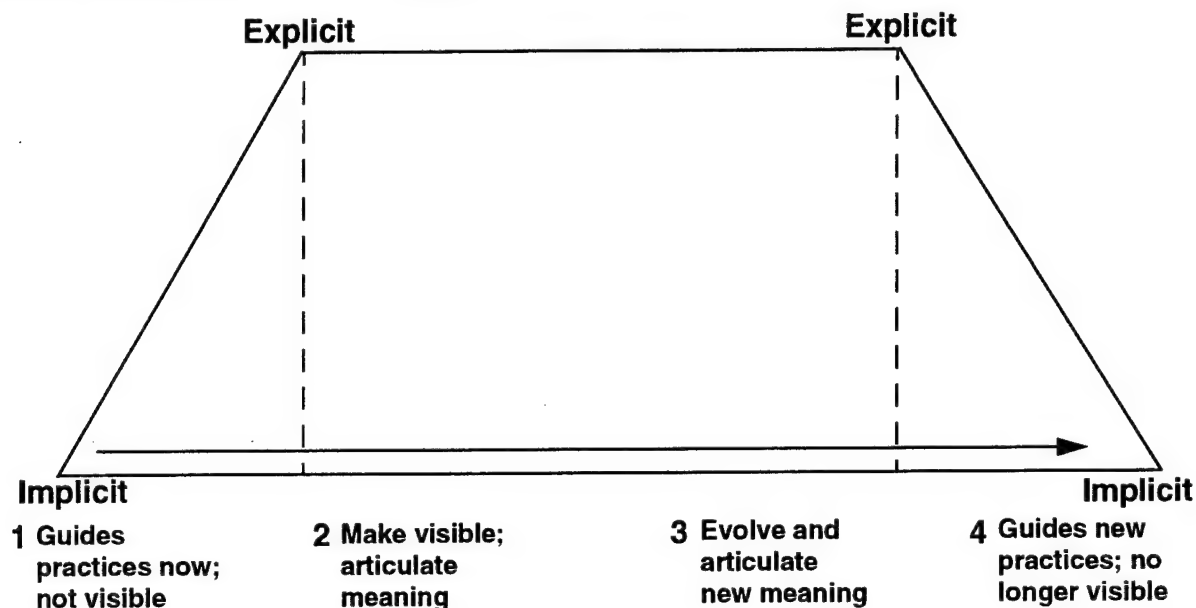 Explicit
Explicit
Implicit
Implicit
1 Guides
practices now;
not visible
2 Make visible;
articulate
meaning
3 Evolve and
articulate
new meaning
4 Guides new
practices; no
longer visible